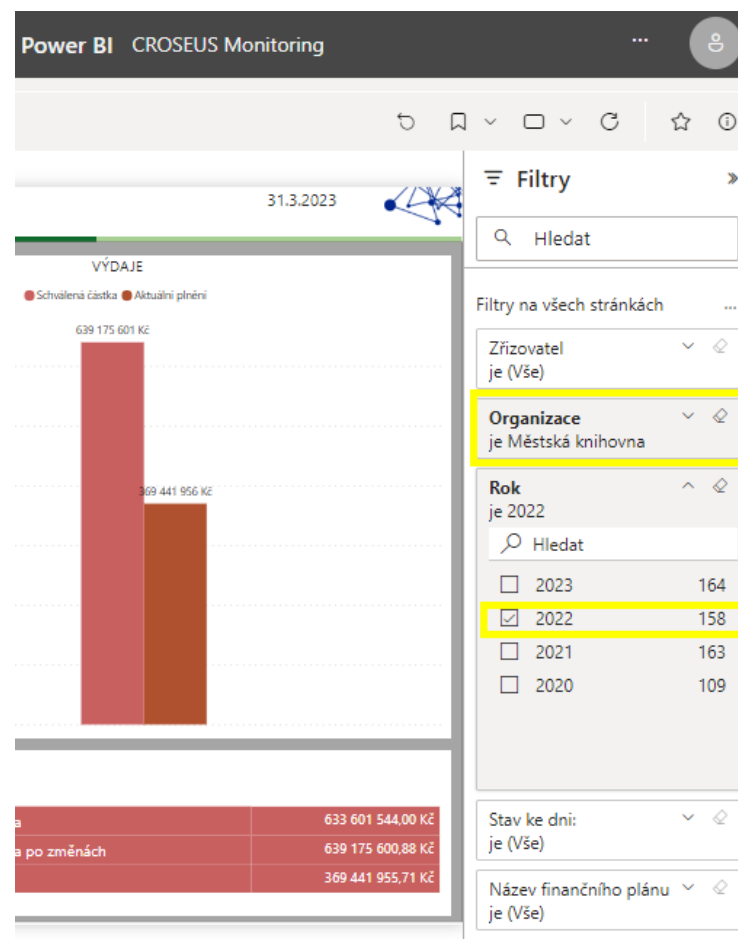 Power BI CROSEUS Monitoring ...
31.3.2023
VÝDAJE
Schválená částka Aktuální plnění
639 175 601 Kč
369 441 956 Kč
a 633 601 544,00 Kč
a po změnách 639 175 600,88 Kč
369 441 955,71 Kč
Filtry
Hledat
Filtry na všech stránkách ...
Zřizovatel
je (Vše)
Organizace
je Městská knihovna
Rok
je 2022
Hledat
2023 164
2022 158
2021 163
2020 109
Stav ke dni:
je (Vše)
Název finančního plánu
je (Vše)